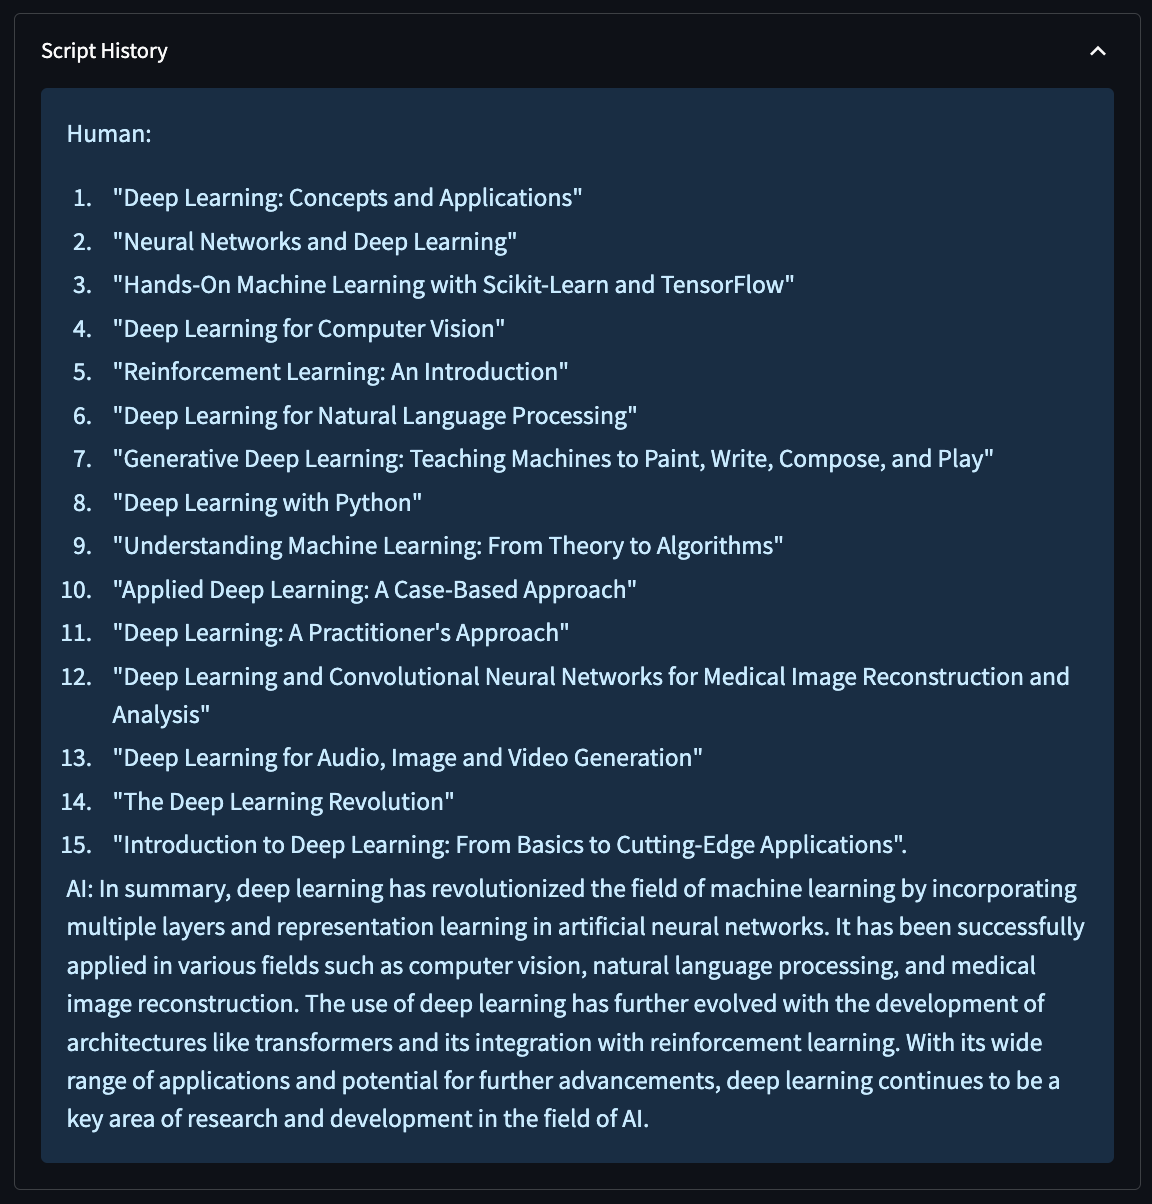 Script History
Human:
1. "Deep Learning: Concepts and Applications"
2. "Neural Networks and Deep Learning"
3. "Hands-On Machine Learning with Scikit-Learn and TensorFlow"
4. "Deep Learning for Computer Vision"
5. "Reinforcement Learning: An Introduction"
6. "Deep Learning for Natural Language Processing"
7. "Generative Deep Learning: Teaching Machines to Paint, Write, Compose, and Play"
8. "Deep Learning with Python"
9. "Understanding Machine Learning: From Theory to Algorithms"
10. "Applied Deep Learning: A Case-Based Approach"
11. "Deep Learning: A Practitioner's Approach"
12. "Deep Learning and Convolutional Neural Networks for Medical Image Reconstruction and
Analysis"
13. "Deep Learning for Audio, Image and Video Generation"
14. "The Deep Learning Revolution"
15. "Introduction to Deep Learning: From Basics to Cutting-Edge Applications".
AI: In summary, deep learning has revolutionized the field of machine learning by incorporating
multiple layers and representation learning in artificial neural networks. It has been successfully
applied in various fields such as computer vision, natural language processing, and medical
image reconstruction. The use of deep learning has further evolved with the development of
architectures like transformers and its integration with reinforcement learning. With its wide
range of applications and potential for further advancements, deep learning continues to be a
key area of research and development in the field of AI.